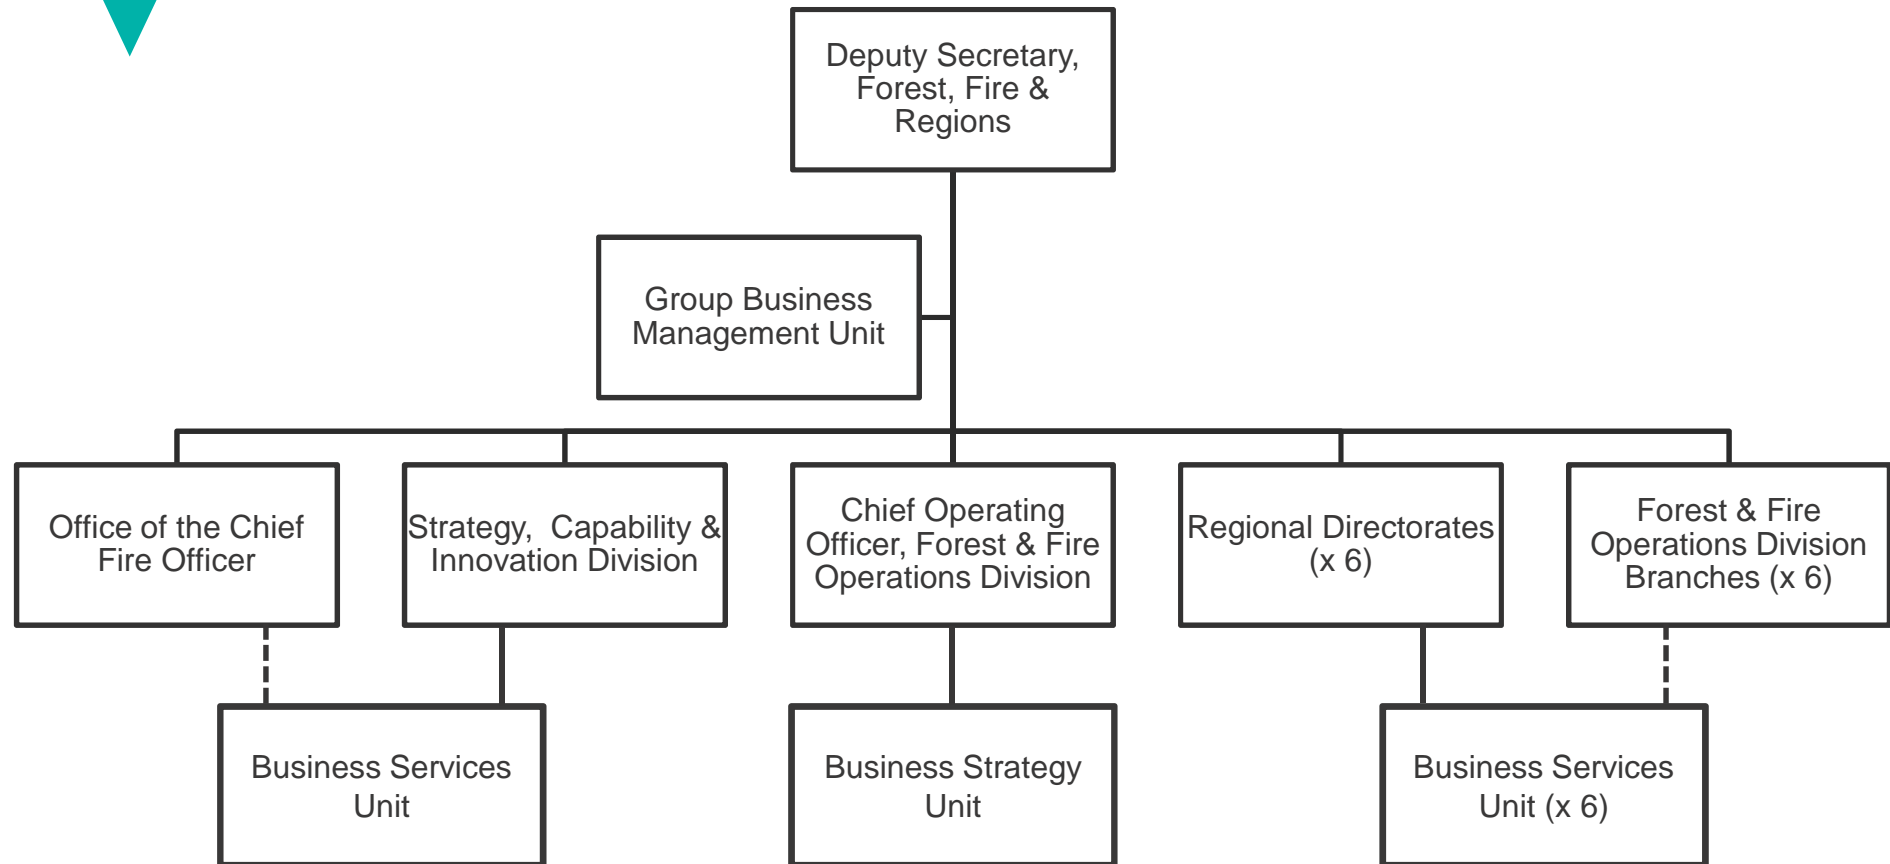 Deputy Secretary,
Forest, Fire &
Regions
Group Business
Management Unit
Office of the Chief
Fire Officer
Strategy,  Capability &
Innovation Division
Chief Operating
Officer, Forest & Fire
Operations Division
Regional Directorates
(x 6)
Forest & Fire
Operations Division
Branches (x 6)
Business Services
Unit
Business Strategy
Unit
Business Services
Unit (x 6)